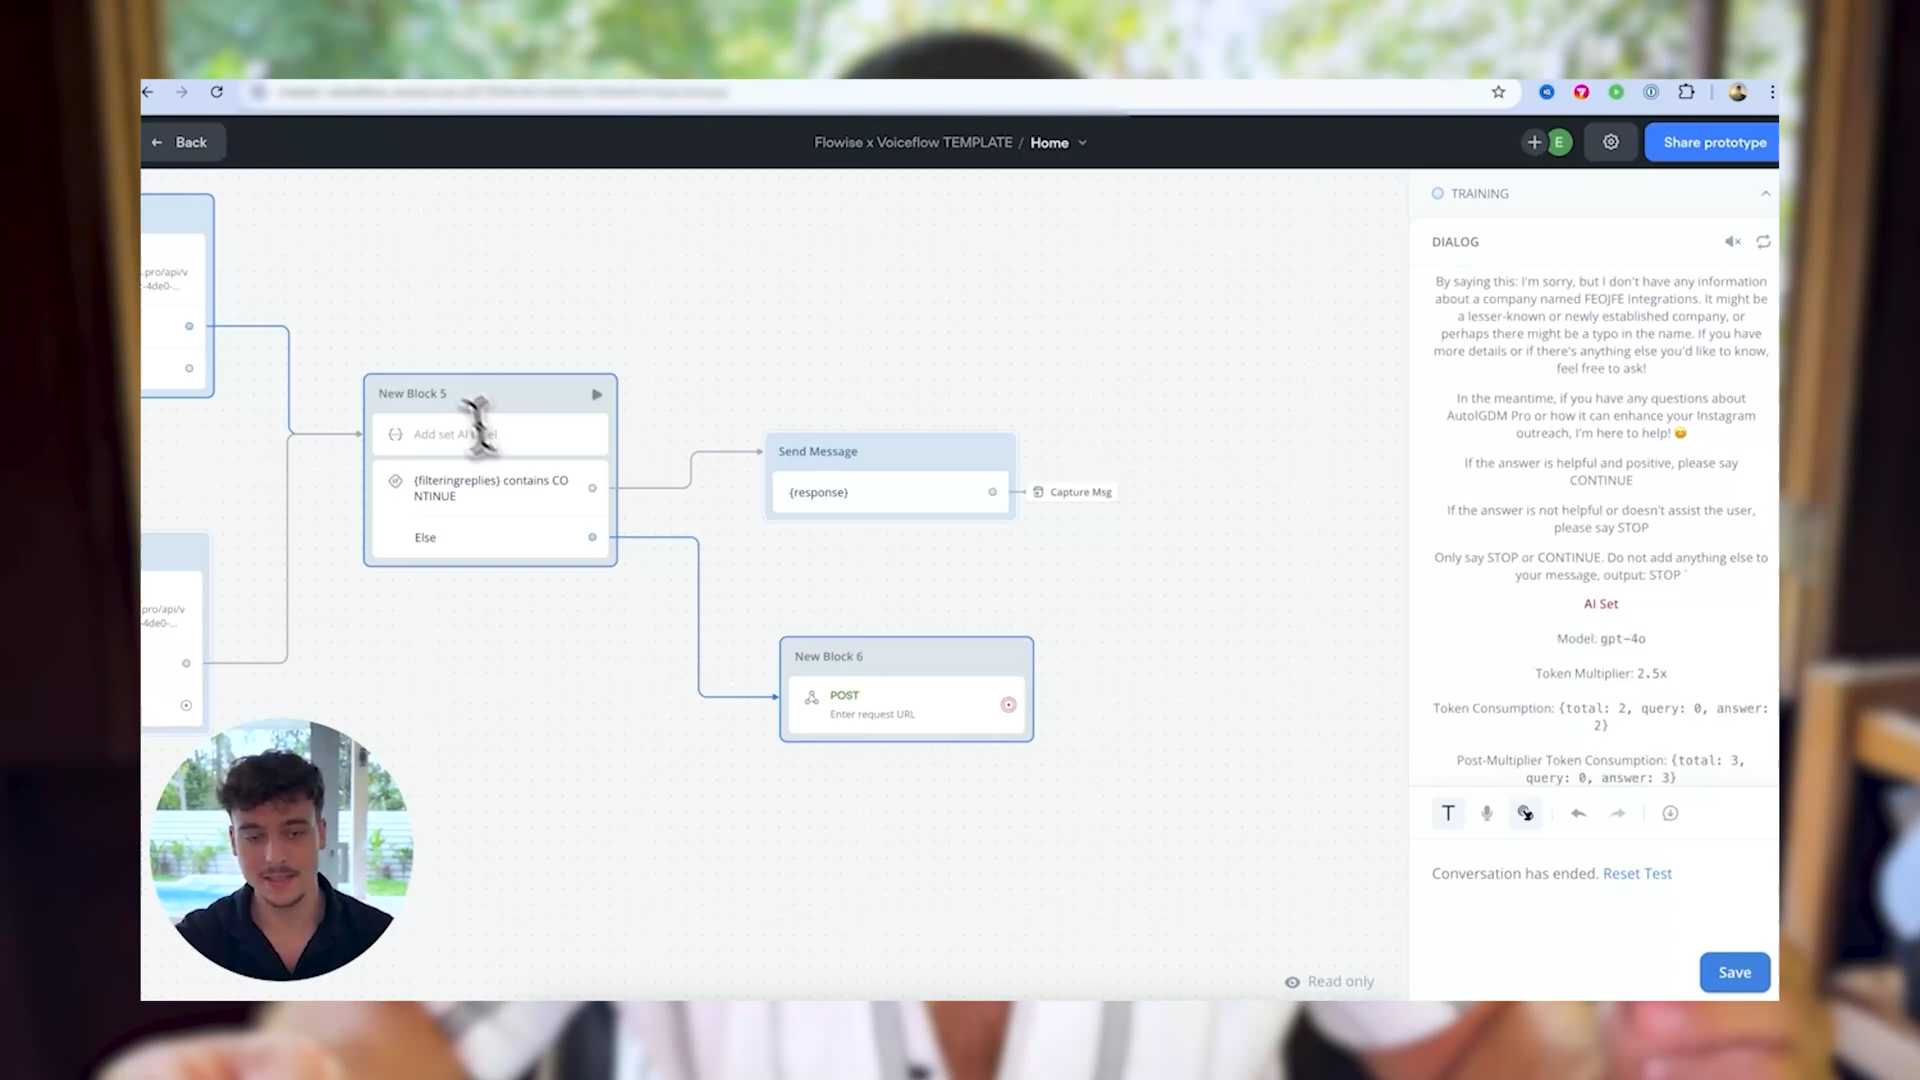 Back
Flowise x Voiceflow TEMPLATE / Home
E
Share prototype
.pro/api/v
-4de0-...
pro/api/v
-4de0-...
New Block 5
Add set AI
{filteringreplies} contains CO
NTINUE
Else
Send Message
{response}
Capture Msg
New Block 6
POST
Enter request URL
Read only
TRAINING
DIALOG
By saying this: I'm sorry, but I don't have any information
about a company named FEOJFE Integrations. It might be
a lesser-known or newly established company, or
perhaps there might be a typo in the name. If you have
more details or if there's anything else you'd like to know,
feel free to ask!
In the meantime, if you have any questions about
AutoIGDM Pro or how it can enhance your Instagram
outreach, I'm here to help! 😊
If the answer is helpful and positive, please say
CONTINUE
If the answer is not helpful or doesn't assist the user,
please say STOP
Only say STOP or CONTINUE. Do not add anything else to
your message, output: STOP `
AI Set
Model: gpt-4o
Token Multiplier: 2.5x
Token Consumption: {total: 2, query: 0, answer:
2}
Post-Multiplier Token Consumption: {total: 3,
query: 0, answer: 3}
T
Conversation has ended. Reset Test
Save